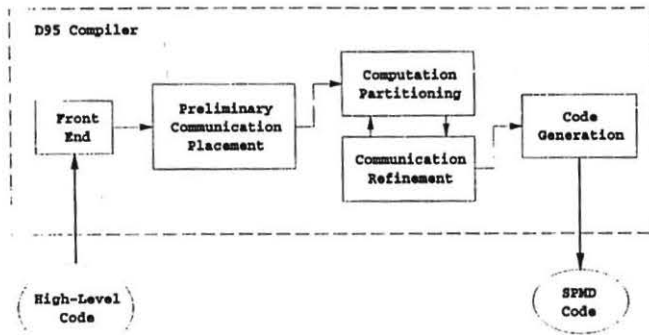 D95 Compiler
Front
End
Preliminary
Communication
Placement
Computation
Partitioning
Communication
Refinement
Code
Generation
High-Level
Code
SPMD
Code